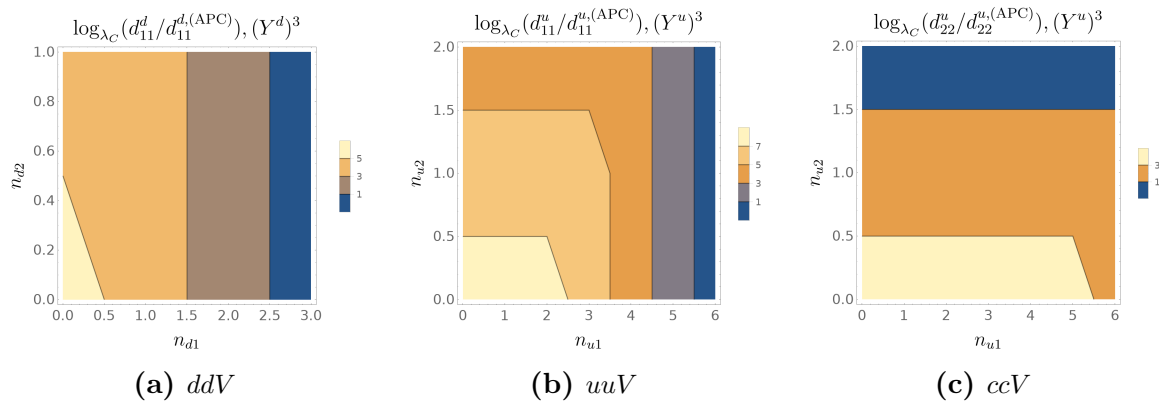 log_{λ_C}(d^d_{11}/d^{d,(APC)}_{11}), (Y^d)^3
1.0
0.8
0.6
0.4
0.2
0.0
n_{d2}
0.0 0.5 1.0 1.5 2.0 2.5 3.0
n_{d1}
5
3
1
(a) ddV
log_{λ_C}(d^u_{11}/d^{u,(APC)}_{11}), (Y^u)^3
2.0
1.5
1.0
0.5
0.0
n_{u2}
0 1 2 3 4 5 6
n_{u1}
7
5
3
1
(b) uuV
log_{λ_C}(d^u_{22}/d^{u,(APC)}_{22}), (Y^u)^3
2.0
1.5
1.0
0.5
0.0
n_{u2}
0 1 2 3 4 5 6
n_{u1}
3
1
(c) ccV